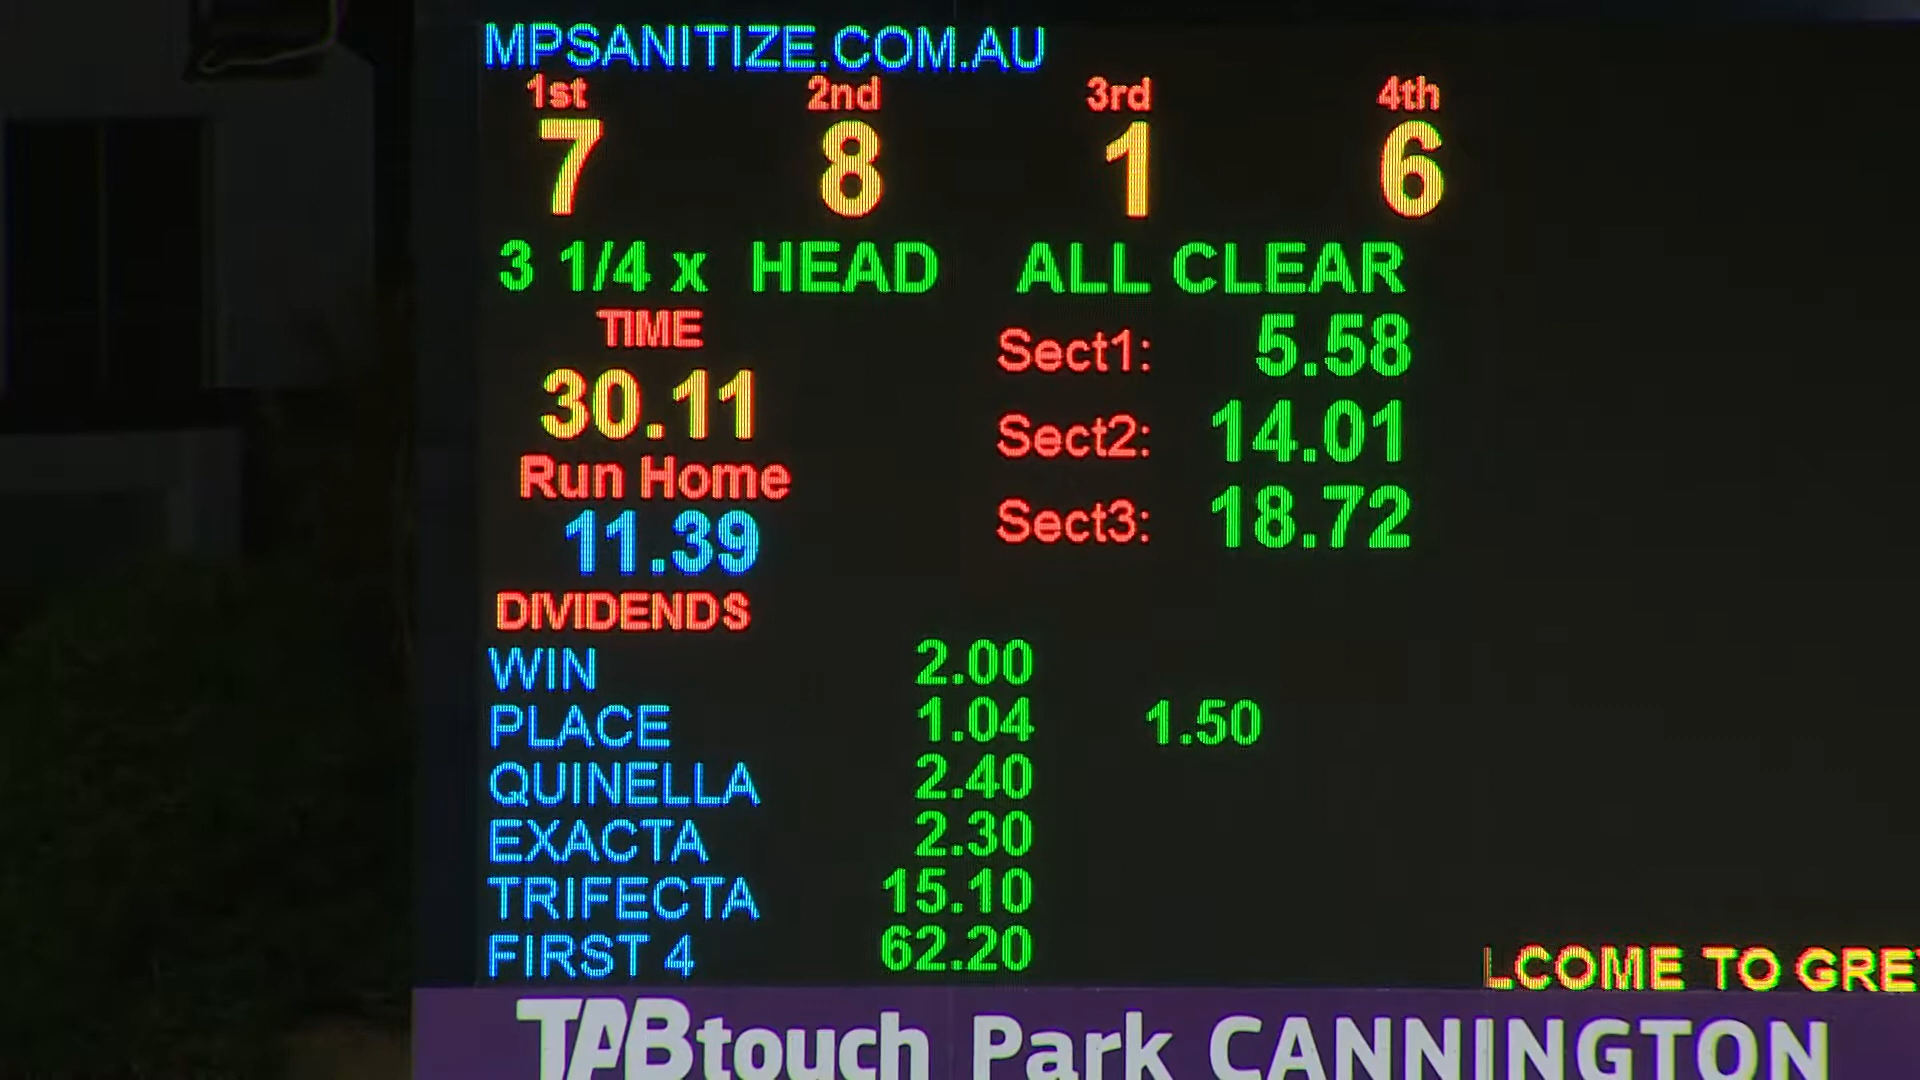 MPSANITIZE.COM.AU
1st 2nd 3rd 4th
7 8 1 6
3 1/4 x HEAD ALL CLEAR
TIME
30.11
Run Home
11.39
Sect1: 5.58
Sect2: 14.01
Sect3: 18.72
DIVIDENDS
WIN 2.00
PLACE 1.04 1.50
QUINELLA 2.40
EXACTA 2.30
TRIFECTA 15.10
FIRST 4 62.20
LCOME TO GRE
TABtouch Park CANNINGTON